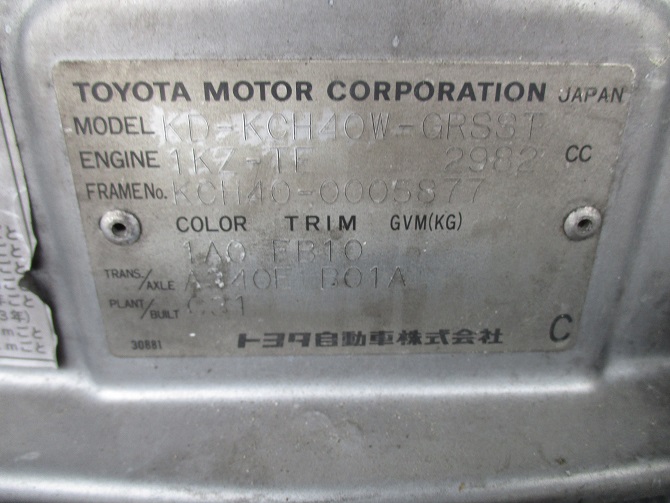 TOYOTA MOTOR CORPORATION JAPAN
MODEL KD-KCH40W-GRSST
ENGINE 1KZ-TE 2982 CC
FRAME No. KCH40-0005877
COLOR TRIM GVM(KG)
1A0 FB10
TRANS./AXLE A340E B01A
PLANT/BUILT C31
30881 トヨタ自動車株式会社 C